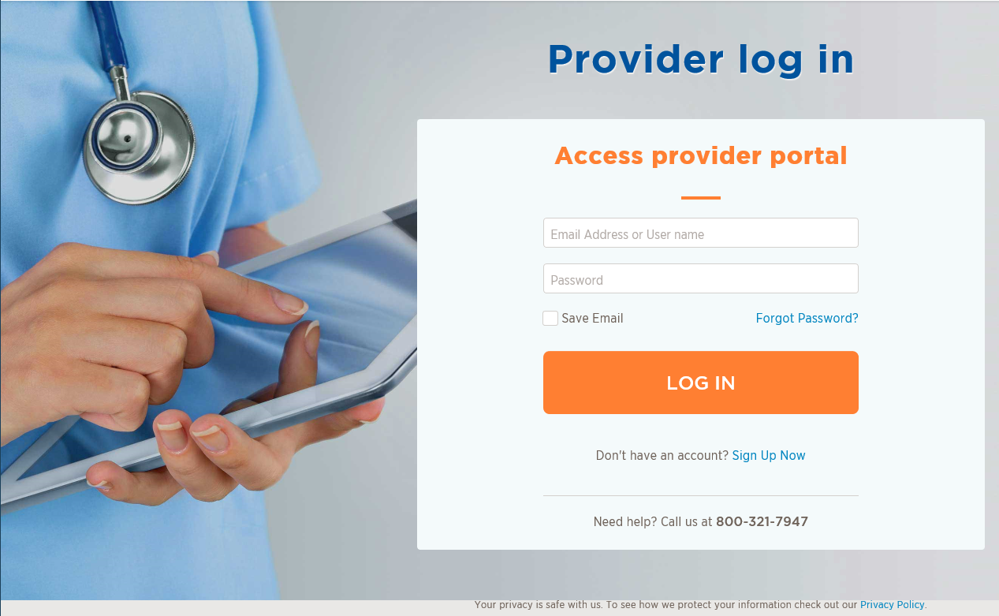 Provider log in
Access provider portal
Email Address or User name
Password
Save Email Forgot Password?
LOG IN
Don't have an account? Sign Up Now
Need help? Call us at 800-321-7947
Your privacy is safe with us. To see how we protect your information check out our Privacy Policy.